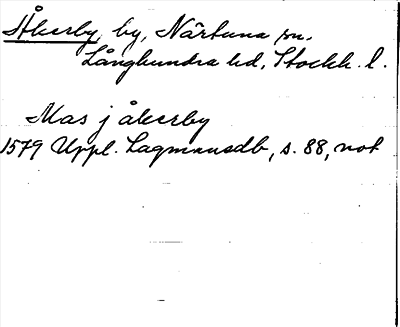 Åkerby, by, Närtuna sn.
Långhundra hd, Stockh. l.
Mas j åkerby
1579 Uppl. Lagmansdb, s. 88, not